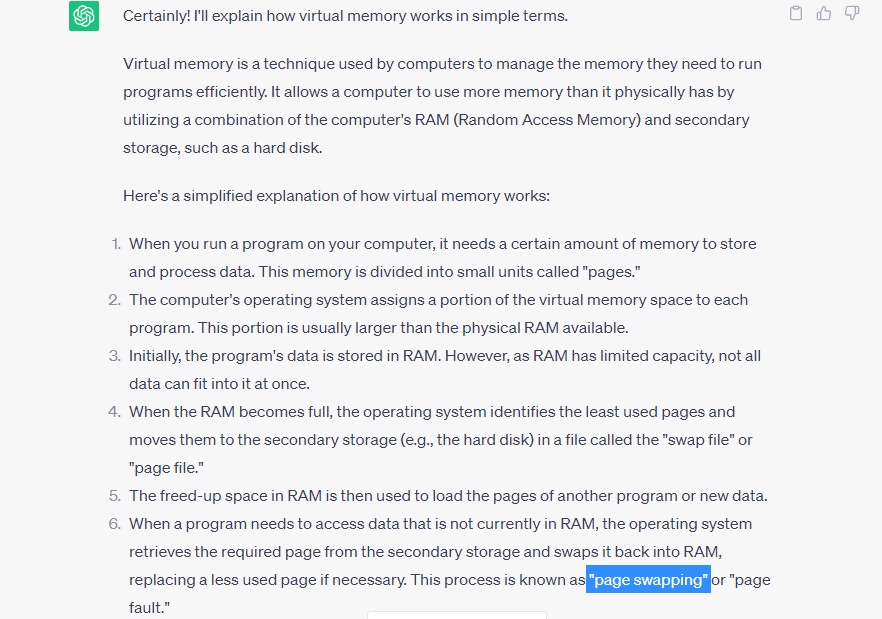 Certainly! I'll explain how virtual memory works in simple terms.
Virtual memory is a technique used by computers to manage the memory they need to run
programs efficiently. It allows a computer to use more memory than it physically has by
utilizing a combination of the computer's RAM (Random Access Memory) and secondary
storage, such as a hard disk.
Here's a simplified explanation of how virtual memory works:
1. When you run a program on your computer, it needs a certain amount of memory to store
and process data. This memory is divided into small units called "pages."
2. The computer's operating system assigns a portion of the virtual memory space to each
program. This portion is usually larger than the physical RAM available.
3. Initially, the program's data is stored in RAM. However, as RAM has limited capacity, not all
data can fit into it at once.
4. When the RAM becomes full, the operating system identifies the least used pages and
moves them to the secondary storage (e.g., the hard disk) in a file called the "swap file" or
"page file."
5. The freed-up space in RAM is then used to load the pages of another program or new data.
6. When a program needs to access data that is not currently in RAM, the operating system
retrieves the required page from the secondary storage and swaps it back into RAM,
replacing a less used page if necessary. This process is known as "page swapping" or "page
fault."